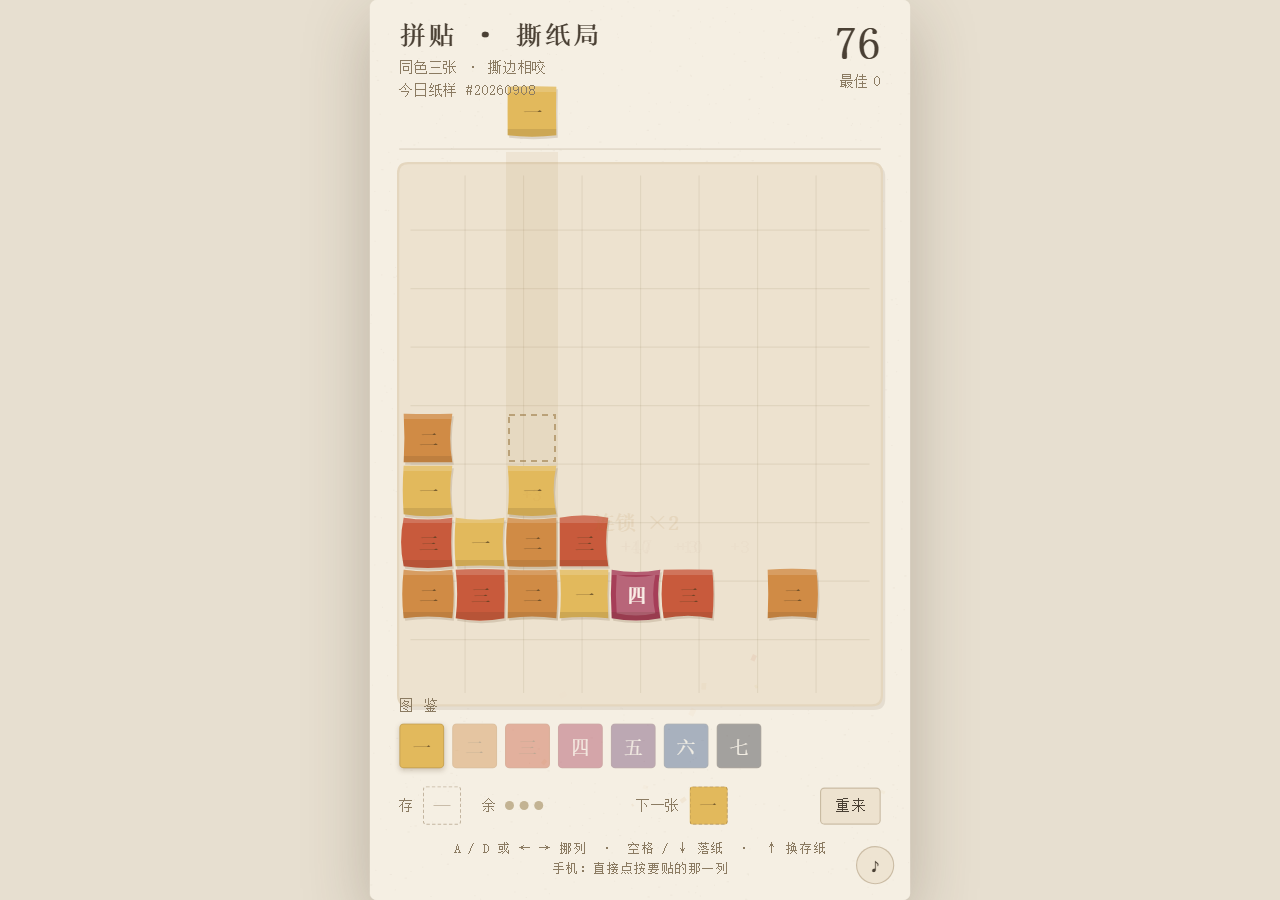 拼贴 · 撕纸局
76
同色三张 · 撕边相咬
最佳 0
今日纸样 #20260908
一
二
一 一
锁 ×2
三 一 二 三
二 三 二 一 四 三 二
图 鉴
一 二 三 四 五 六 七
存 — 余 下一张 一 重来
A / D 或 ← → 挪列 · 空格 / ↓ 落纸 · ↑ 换存纸
手机: 直接点按要贴的那一列
♪